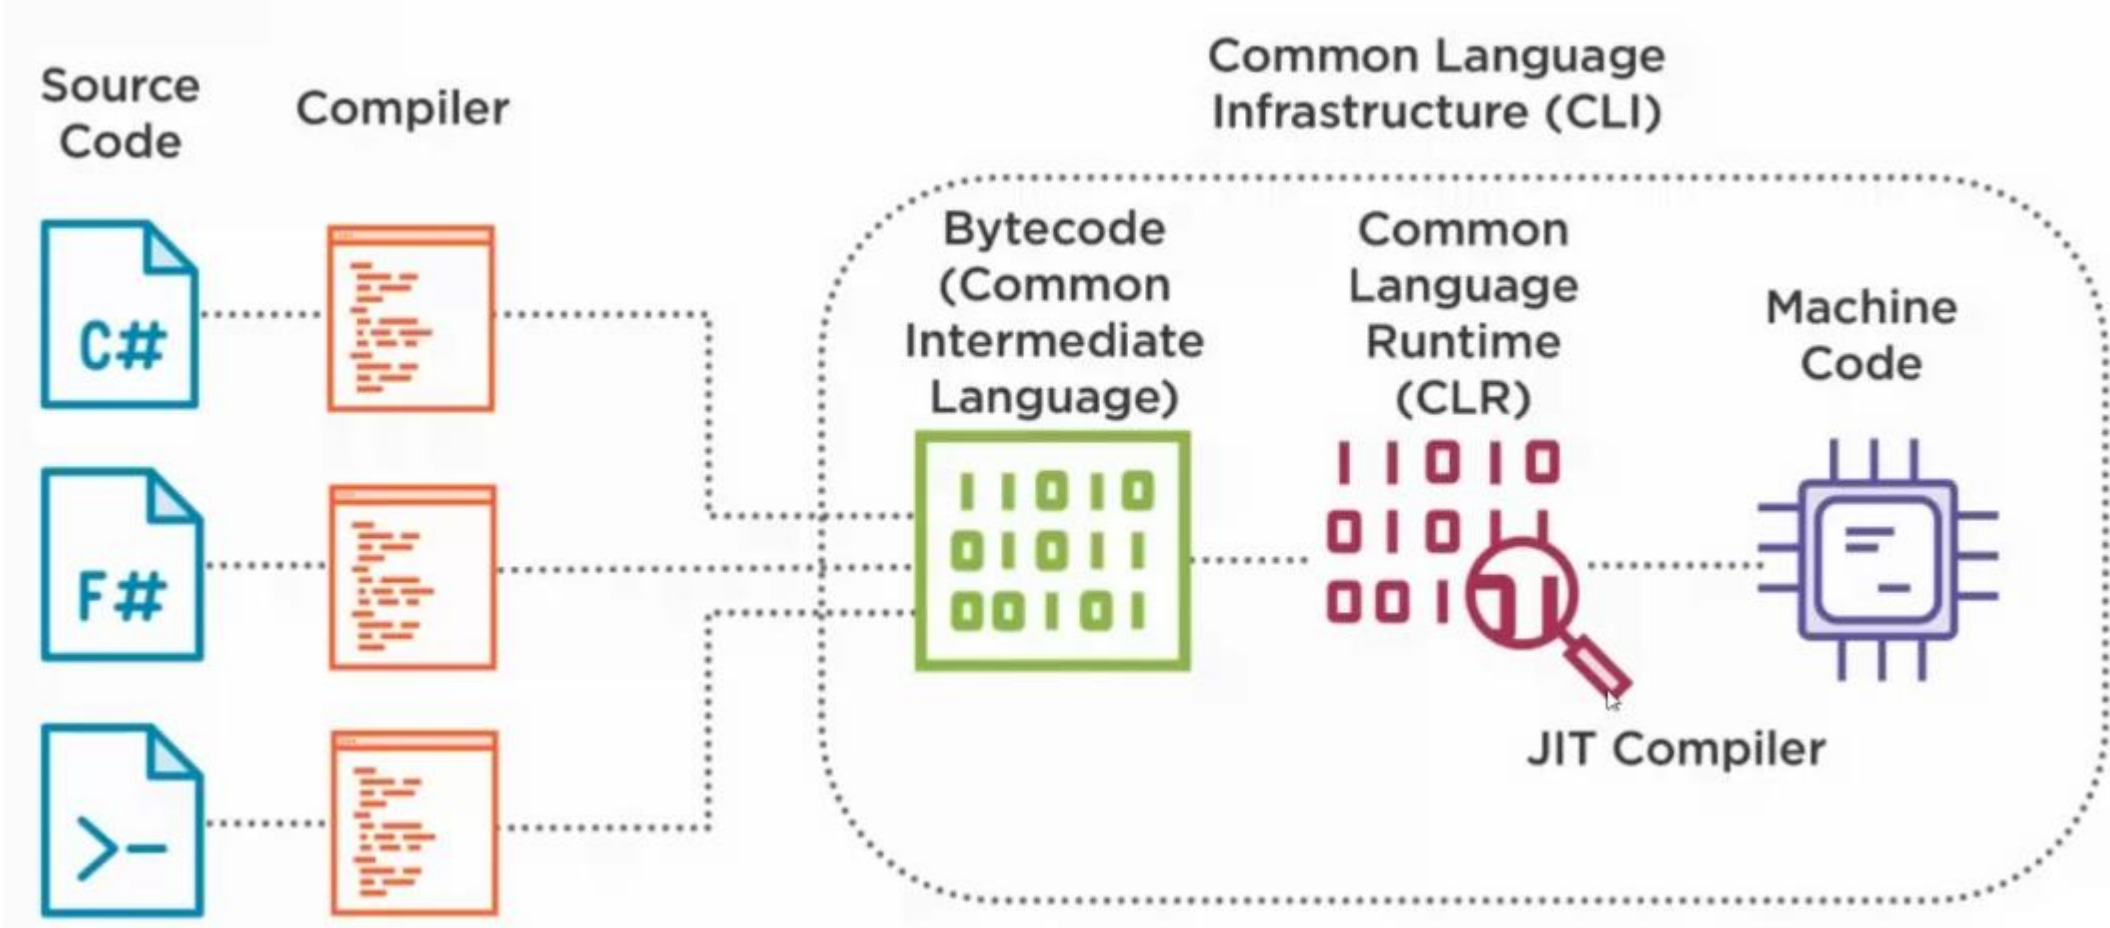 Source
Code
Compiler
Common Language
Infrastructure (CLI)
C#
F#
>-
Bytecode
(Common
Intermediate
Language)
11010
01011
00101
Common
Language
Runtime
(CLR)
11010
01011
001
JIT Compiler
Machine
Code